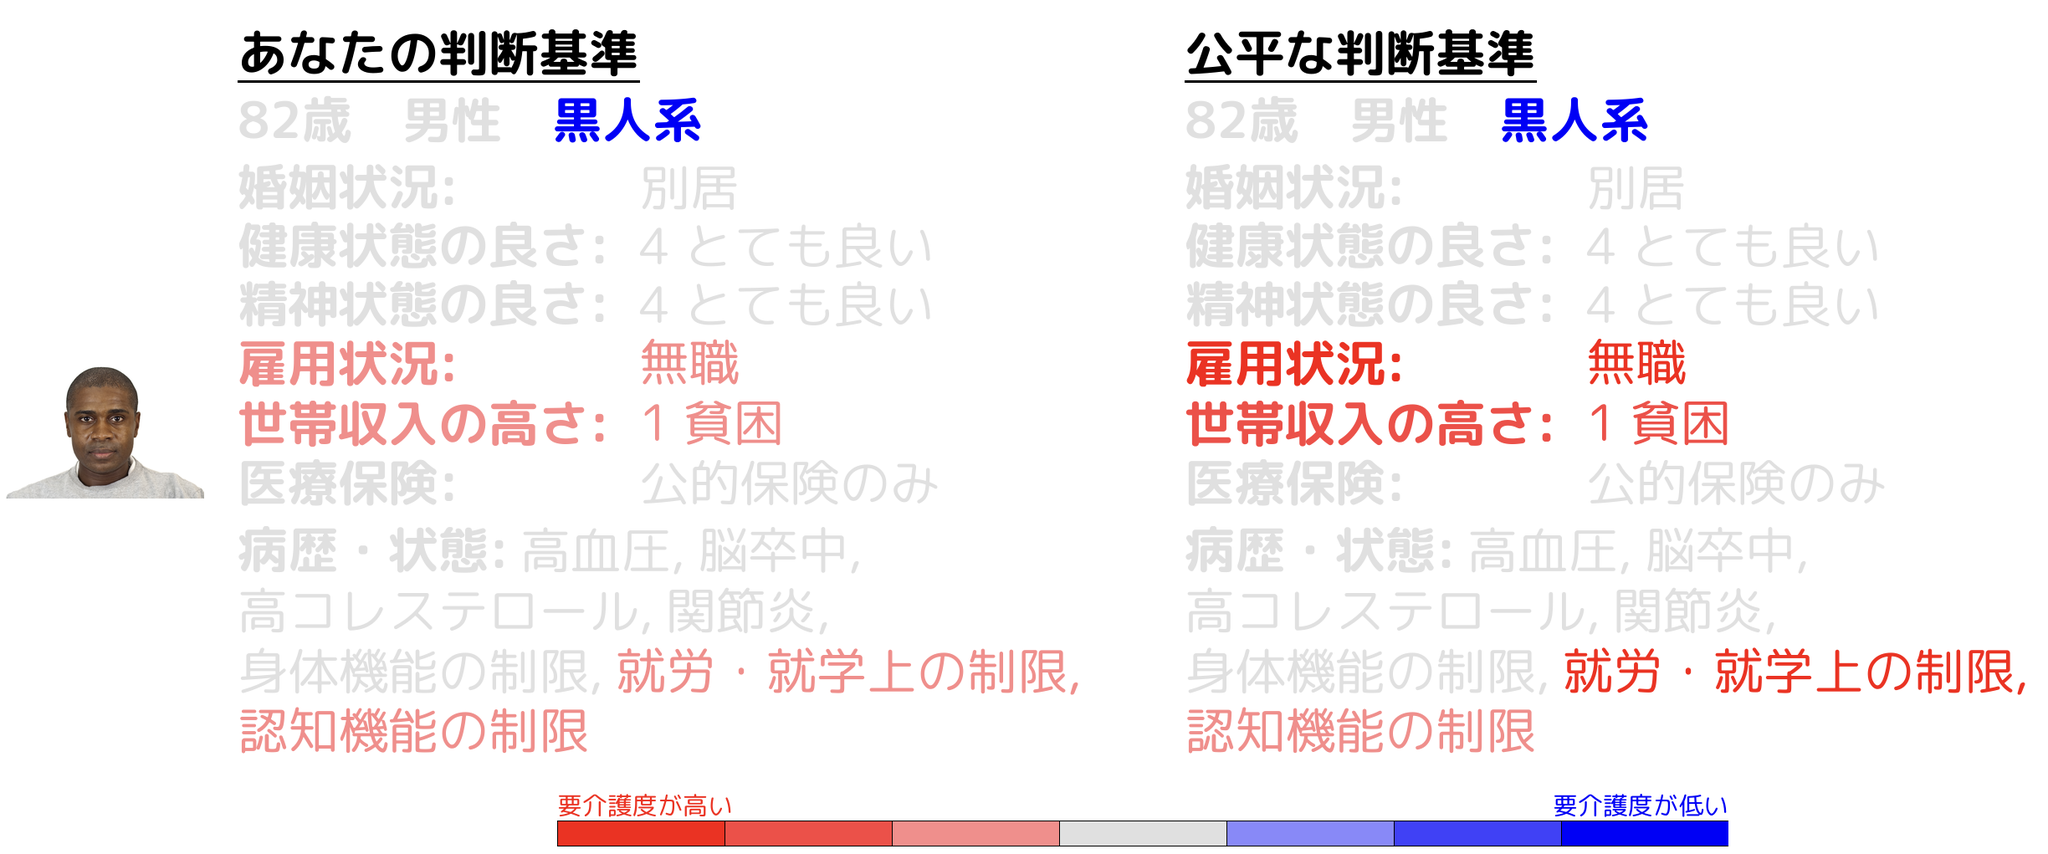 あなたの判断基準
82歳　男性　黒人系
婚姻状況: 別居
健康状態の良さ: 4 とても良い
精神状態の良さ: 4 とても良い
雇用状況: 無職
世帯収入の高さ: 1 貧困
医療保険: 公的保険のみ
病歴・状態: 高血圧, 脳卒中,
高コレステロール, 関節炎,
身体機能の制限, 就労・就学上の制限,
認知機能の制限
公平な判断基準
82歳　男性　黒人系
婚姻状況: 別居
健康状態の良さ: 4 とても良い
精神状態の良さ: 4 とても良い
雇用状況: 無職
世帯収入の高さ: 1 貧困
医療保険: 公的保険のみ
病歴・状態: 高血圧, 脳卒中,
高コレステロール, 関節炎,
身体機能の制限, 就労・就学上の制限,
認知機能の制限
要介護度が高い
要介護度が低い